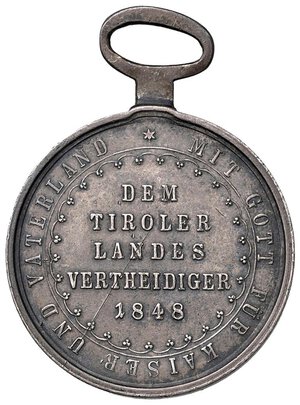 MIT GOTT FÜR KAISER UND VATERLAND
DEM
TIROLER
LANDES
VERTHEIDIGER
1848